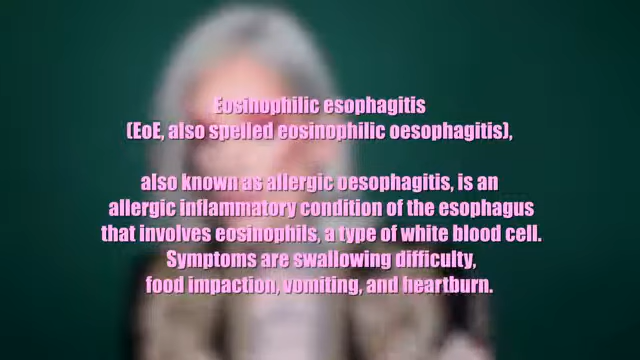 Eosinophilic esophagitis
(EoE, also spelled eosinophilic oesophagitis),
also known as allergic oesophagitis, is an
allergic inflammatory condition of the esophagus
that involves eosinophils, a type of white blood cell.
Symptoms are swallowing difficulty,
food impaction, vomiting, and heartburn.